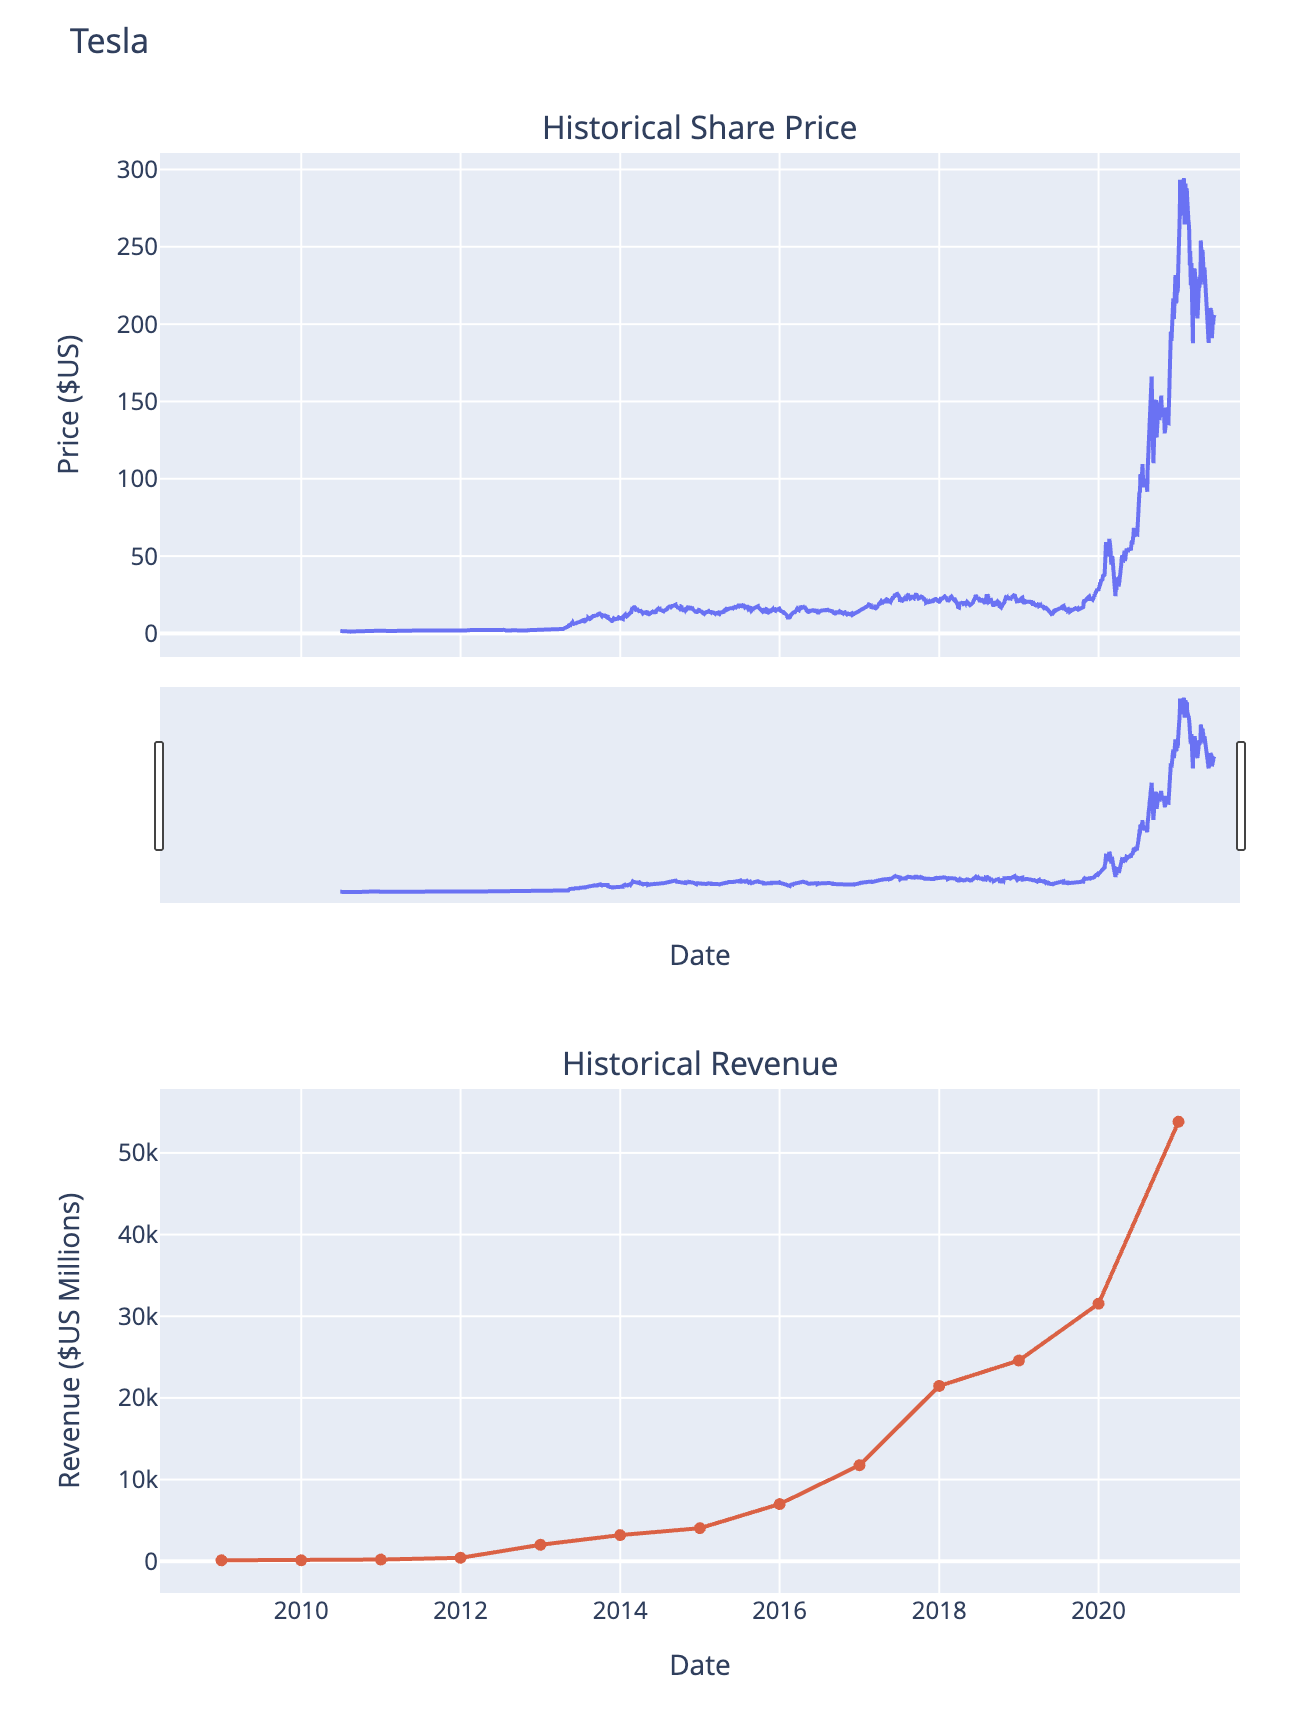 Tesla
Historical Share Price
300
250
200
150
100
50
0
Price ($US)
Date
Historical Revenue
50k
40k
30k
20k
10k
0
Revenue ($US Millions)
2010 2012 2014 2016 2018 2020
Date